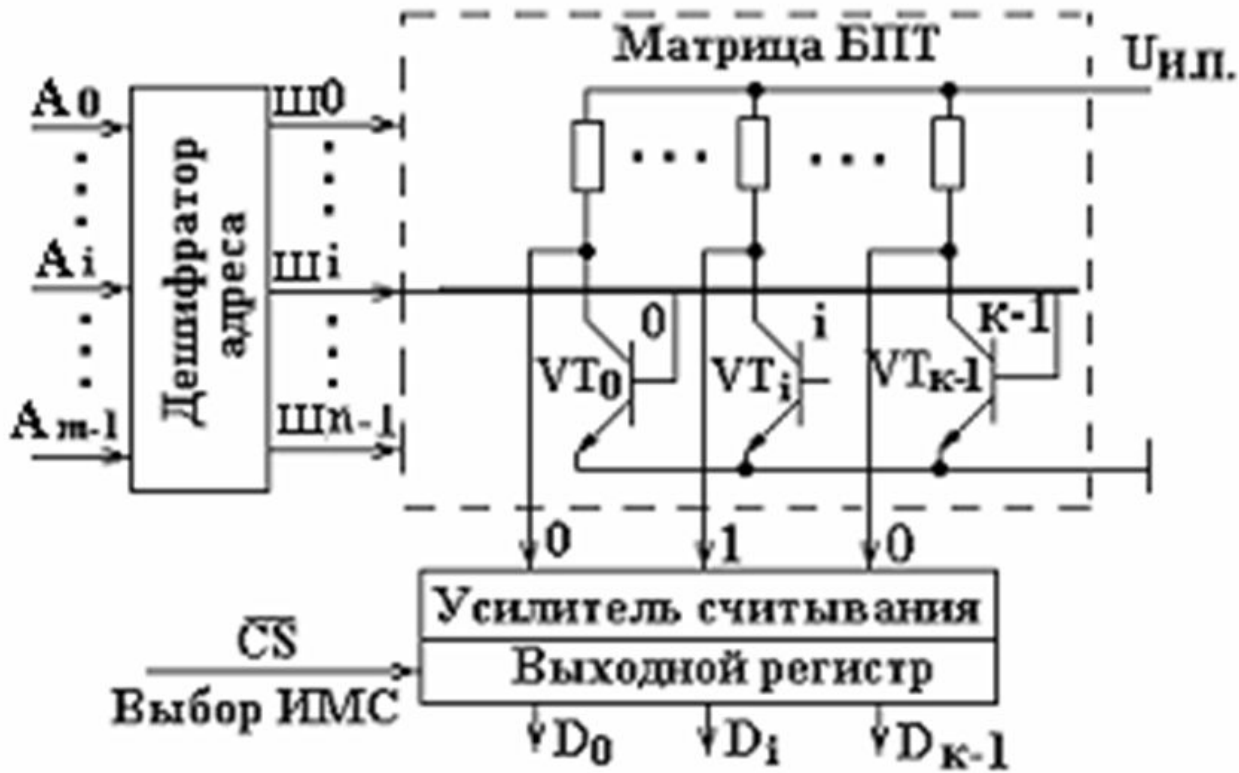 Матрица БПТ
UИ.П.
A0
Ш0
Дешифратор адреса
Ai
Шi
0
i
К-1
VT0
VTi
VTК-1
Am-1
Шn-1
0
1
0
Усилитель считывания
CS
Выходной регистр
Выбор ИМС
D0
Di
DК-1